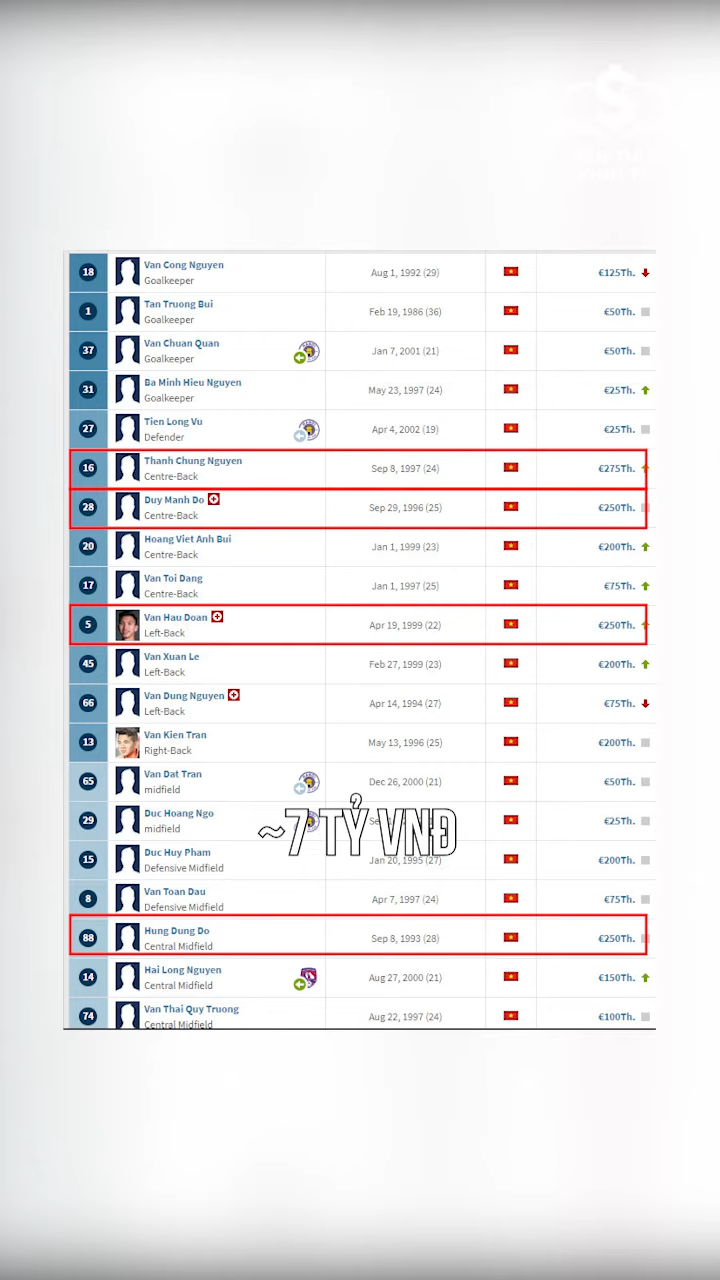 18 Van Cong Nguyen Aug 1, 1992 (29) €125Th.
Goalkeeper
1 Tan Truong Bui Feb 19, 1986 (36) €50Th.
Goalkeeper
37 Van Chuan Quan Jan 7, 2001 (21) €50Th.
Goalkeeper
31 Ba Minh Hieu Nguyen May 23, 1997 (24) €25Th.
Goalkeeper
27 Tien Long Vu Apr 4, 2002 (19) €25Th.
Defender
16 Thanh Chung Nguyen Sep 8, 1997 (24) €275Th.
Centre-Back
28 Duy Manh Do Sep 29, 1996 (25) €250Th.
Centre-Back
20 Hoang Viet Anh Bui Jan 1, 1999 (23) €200Th.
Centre-Back
17 Van Toi Dang Jan 1, 1997 (25) €75Th.
Centre-Back
5 Van Hau Doan Apr 19, 1999 (22) €250Th.
Left-Back
45 Van Xuan Le Feb 27, 1999 (23) €200Th.
Left-Back
66 Van Dung Nguyen Apr 14, 1994 (27) €75Th.
Left-Back
13 Van Kien Tran May 13, 1996 (25) €200Th.
Right-Back
65 Van Dat Tran Dec 26, 2000 (21) €50Th.
midfield
29 Duc Hoang Ngo €25Th.
midfield
~7 TỶ VNĐ
15 Duc Huy Pham Jan 20, 1995 (27) €200Th.
Defensive Midfield
8 Van Toan Dau Apr 7, 1997 (24) €75Th.
Defensive Midfield
88 Hung Dung Do Sep 8, 1993 (28) €250Th.
Central Midfield
14 Hai Long Nguyen Aug 27, 2000 (21) €150Th.
Central Midfield
74 Van Thai Quy Truong Aug 22, 1997 (24) €100Th.
Central Midfield